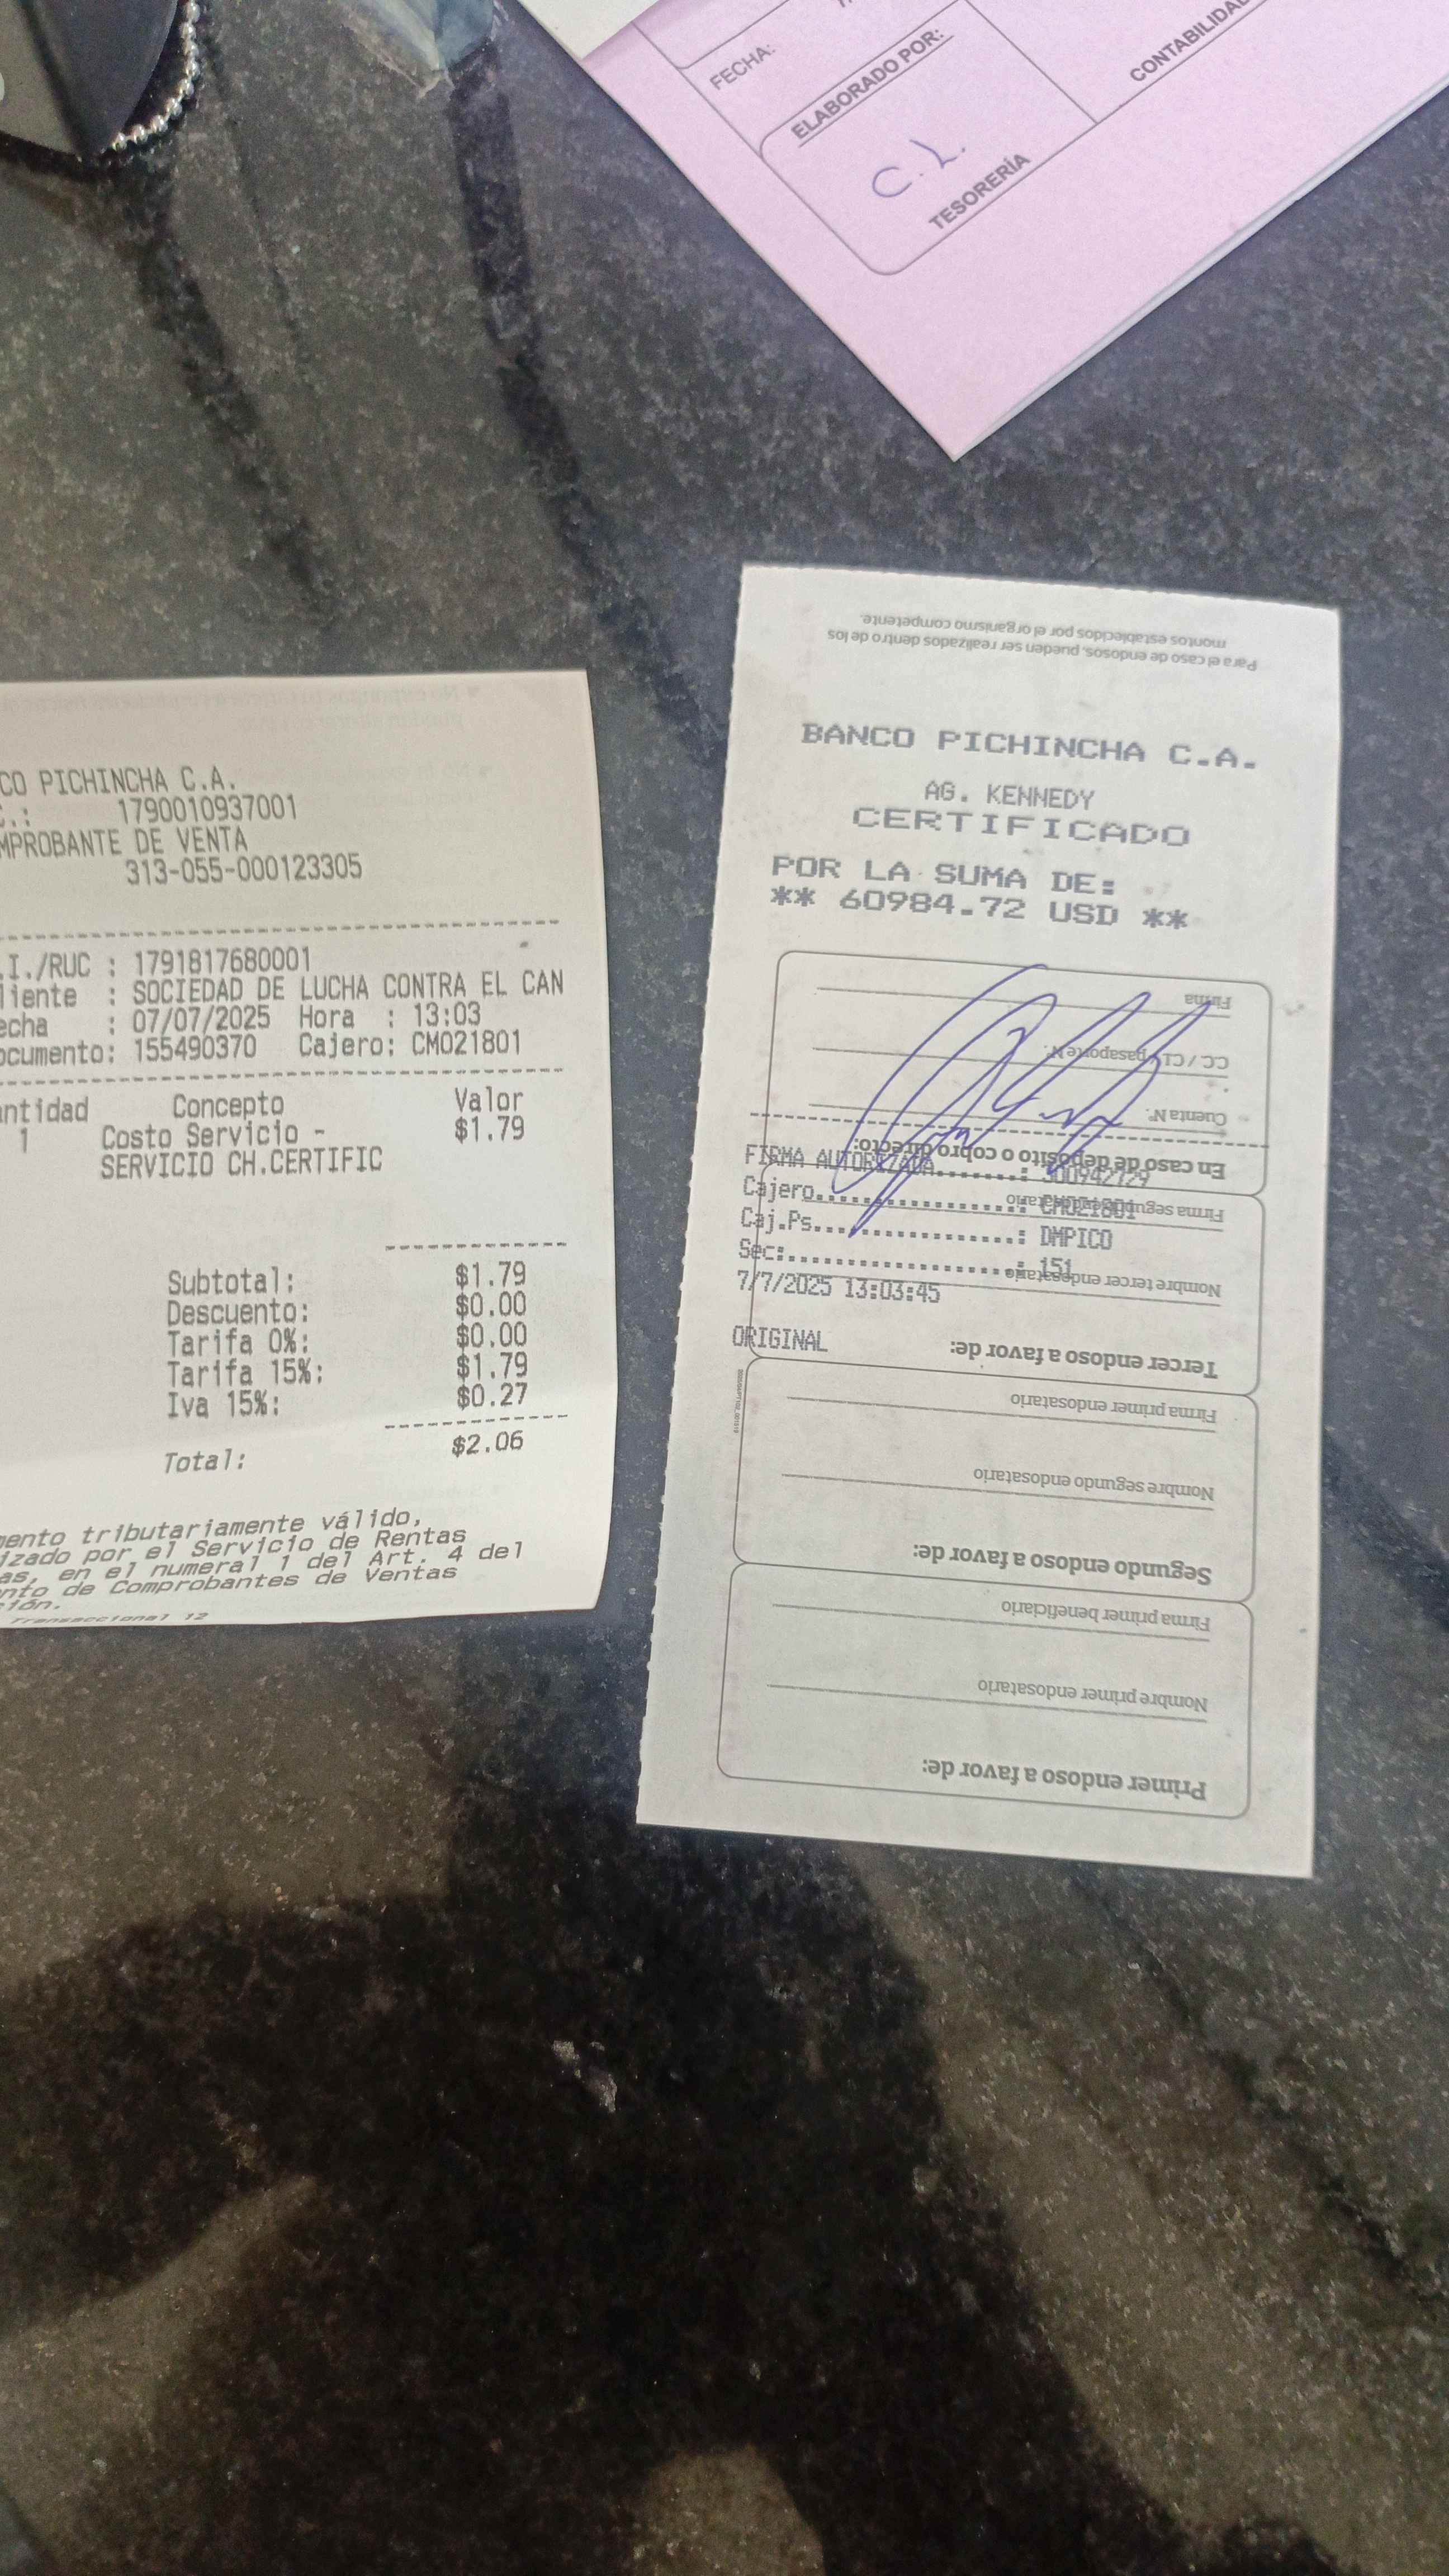 FECHA:
ELABORADO POR:
C.L.
TESORERÍA
CONTABILIDAD
CO PICHINCHA C.A.
.: 1790010937001
MPROBANTE DE VENTA
313-055-000123305
.I./RUC : 1791817680001
liente : SOCIEDAD DE LUCHA CONTRA EL CAN
echa : 07/07/2025 Hora : 13:03
ocumento: 155490370 Cajero: CMO21801
antidad Concepto Valor
1 Costo Servicio - $1.79
SERVICIO CH.CERTIFIC
Subtotal: $1.79
Descuento: $0.00
Tarifa 0%: $0.00
Tarifa 15%: $1.79
Iva 15%: $0.27
Total: $2.06
mento tributariamente válido,
izado por el Servicio de Rentas
as, en el numeral 1 del Art. 4 del
nto de Comprobantes de Ventas
ión.
Transaccional 12
Para el caso de endosos, pueden ser realizados dentro de los
montos establecidos por el organismo competente.
BANCO PICHINCHA C.A.
AG. KENNEDY
CERTIFICADO
POR LA SUMA DE:
** 60984.72 USD **
Firma
CC / CI / pasaporte N°.
Cuenta N°.
En caso de depósito o cobro directo:
FIRMA AUTORIZADA........: 300942729
Firma segundo endosatario
Cajero..................: CMO21801
Caj.Ps..................: DMPICO
Sec:....................: 151
Nombre tercer endosatario
7/7/2025 13:03:45
ORIGINAL
Tercer endoso a favor de:
Firma primer endosatario
Nombre segundo endosatario
Segundo endoso a favor de:
Firma primer beneficiario
Nombre primer endosatario
Primer endoso a favor de: